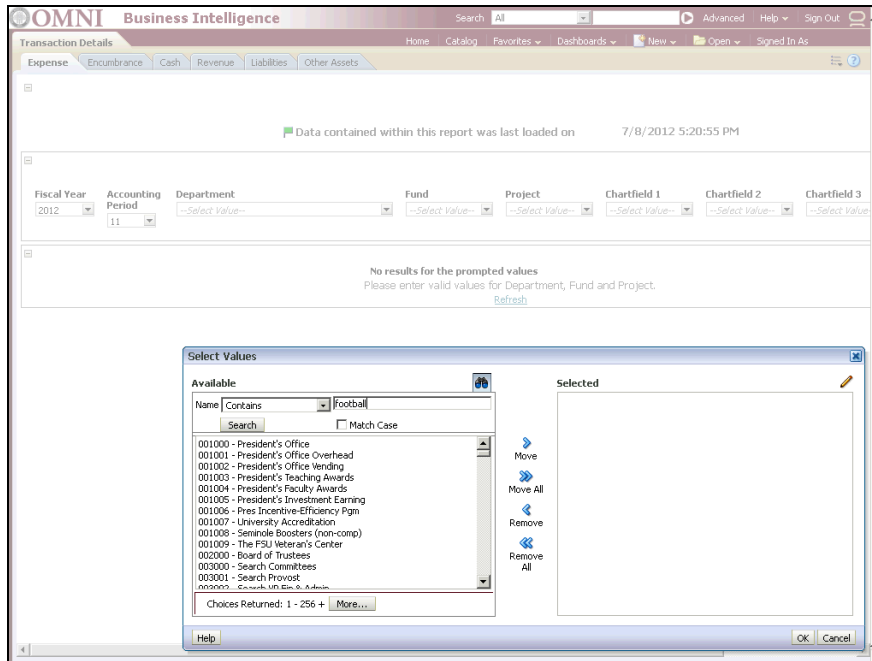 OMNI Business Intelligence Search All Advanced Help Sign Out
Transaction Details Home Catalog Favorites Dashboards New Open Signed In As
Expense Encumbrance Cash Revenue Liabilities Other Assets
Data contained within this report was last loaded on 7/8/2012 5:20:55 PM
Fiscal Year Accounting Period Department Fund Project Chartfield 1 Chartfield 2 Chartfield 3
2012 11 --Select Value-- --Select Value-- --Select Value-- --Select Value-- --Select Value-- --Select Value
No results for the prompted values
Please enter valid values for Department, Fund and Project.
Refresh
Select Values
Available Selected
Name Contains football
Search Match Case
001000 - President's Office
001001 - President's Office Overhead
001002 - President's Office Vending
001003 - President's Teaching Awards
001004 - President's Faculty Awards
001005 - President's Investment Earning
001006 - Pres Incentive-Efficiency Pgm
001007 - University Accreditation
001008 - Seminole Boosters (non-comp)
001009 - The FSU Veteran's Center
002000 - Board of Trustees
003000 - Search Committees
003001 - Search Provost
003002 - Search VP Fin & Admin
Move
Move All
Remove
Remove All
Choices Returned: 1 - 256 + More...
Help OK Cancel